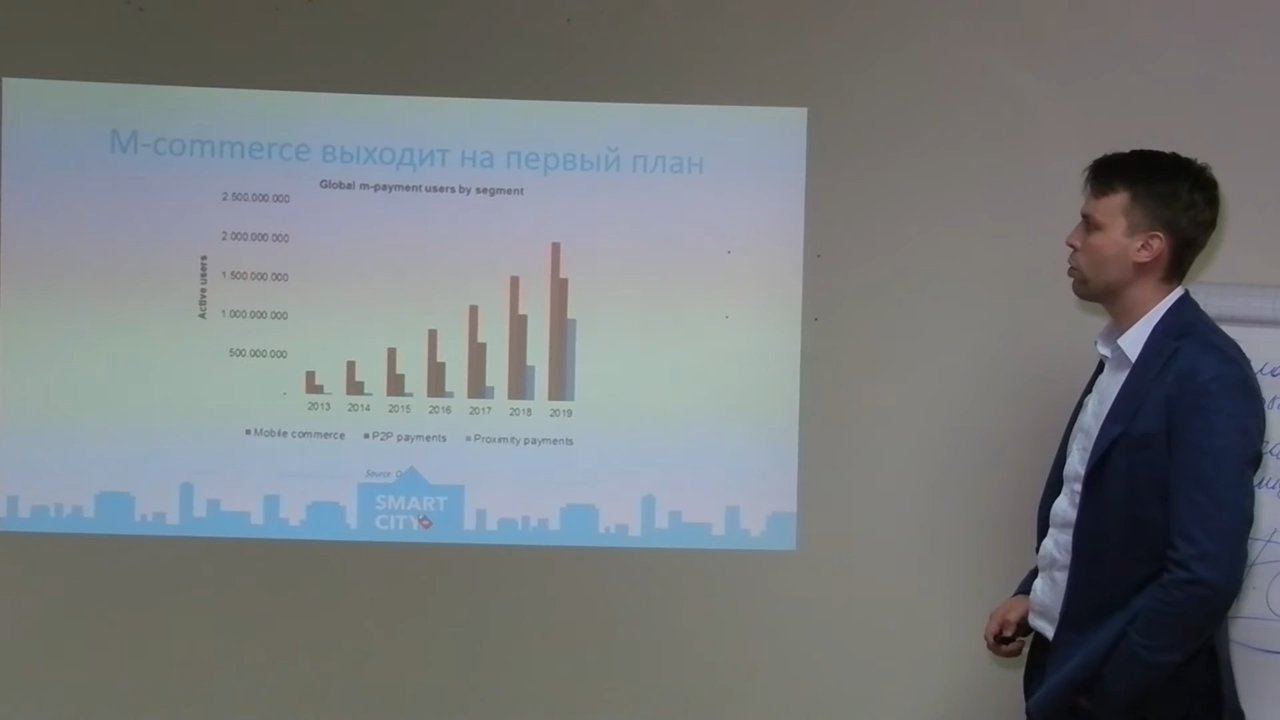 M-commerce выходит на первый план
Global m-payment users by segment
2.500.000.000
2.000.000.000
1.500.000.000
1.000.000.000
500.000.000
-
Active users
2013 2014 2015 2016 2017 2018 2019
Mobile commerce P2P payments Proximity payments
Source:
SMART
CITY